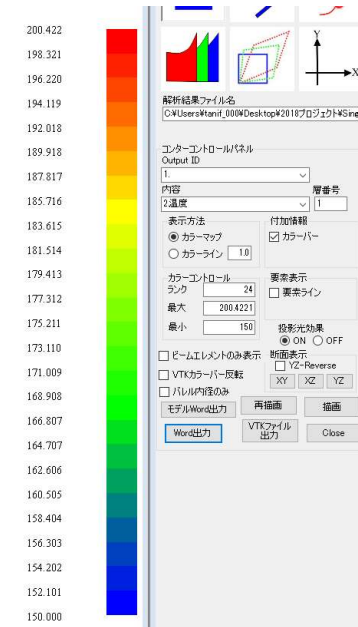 200.422
198.321
196.220
194.119
192.018
189.918
187.817
185.716
183.615
181.514
179.413
177.312
175.211
173.110
171.009
168.908
166.807
164.707
162.606
160.505
158.404
156.303
154.202
152.101
150.000
Y
X
解析結果ファイル名
C:¥Users¥tanif_000¥Desktop¥2018プロジェクト¥Sing
コンターコントロールパネル
Output ID
1.
内容 層番号
2.温度 1
表示方法 付加情報
カラーマップ カラーバー
カラーライン 1.0
カラーコントロール 要素表示
ランク 24 要素ライン
最大 200.4221
最小 150 投影光効果
ON OFF
ビームエレメントのみ表示 断面表示
YZ-Reverse
VTKカラーバー反転 XY XZ YZ
バレル内径のみ
モデルWord出力 再描画 描画
Word出力 VTKファイル出力 Close